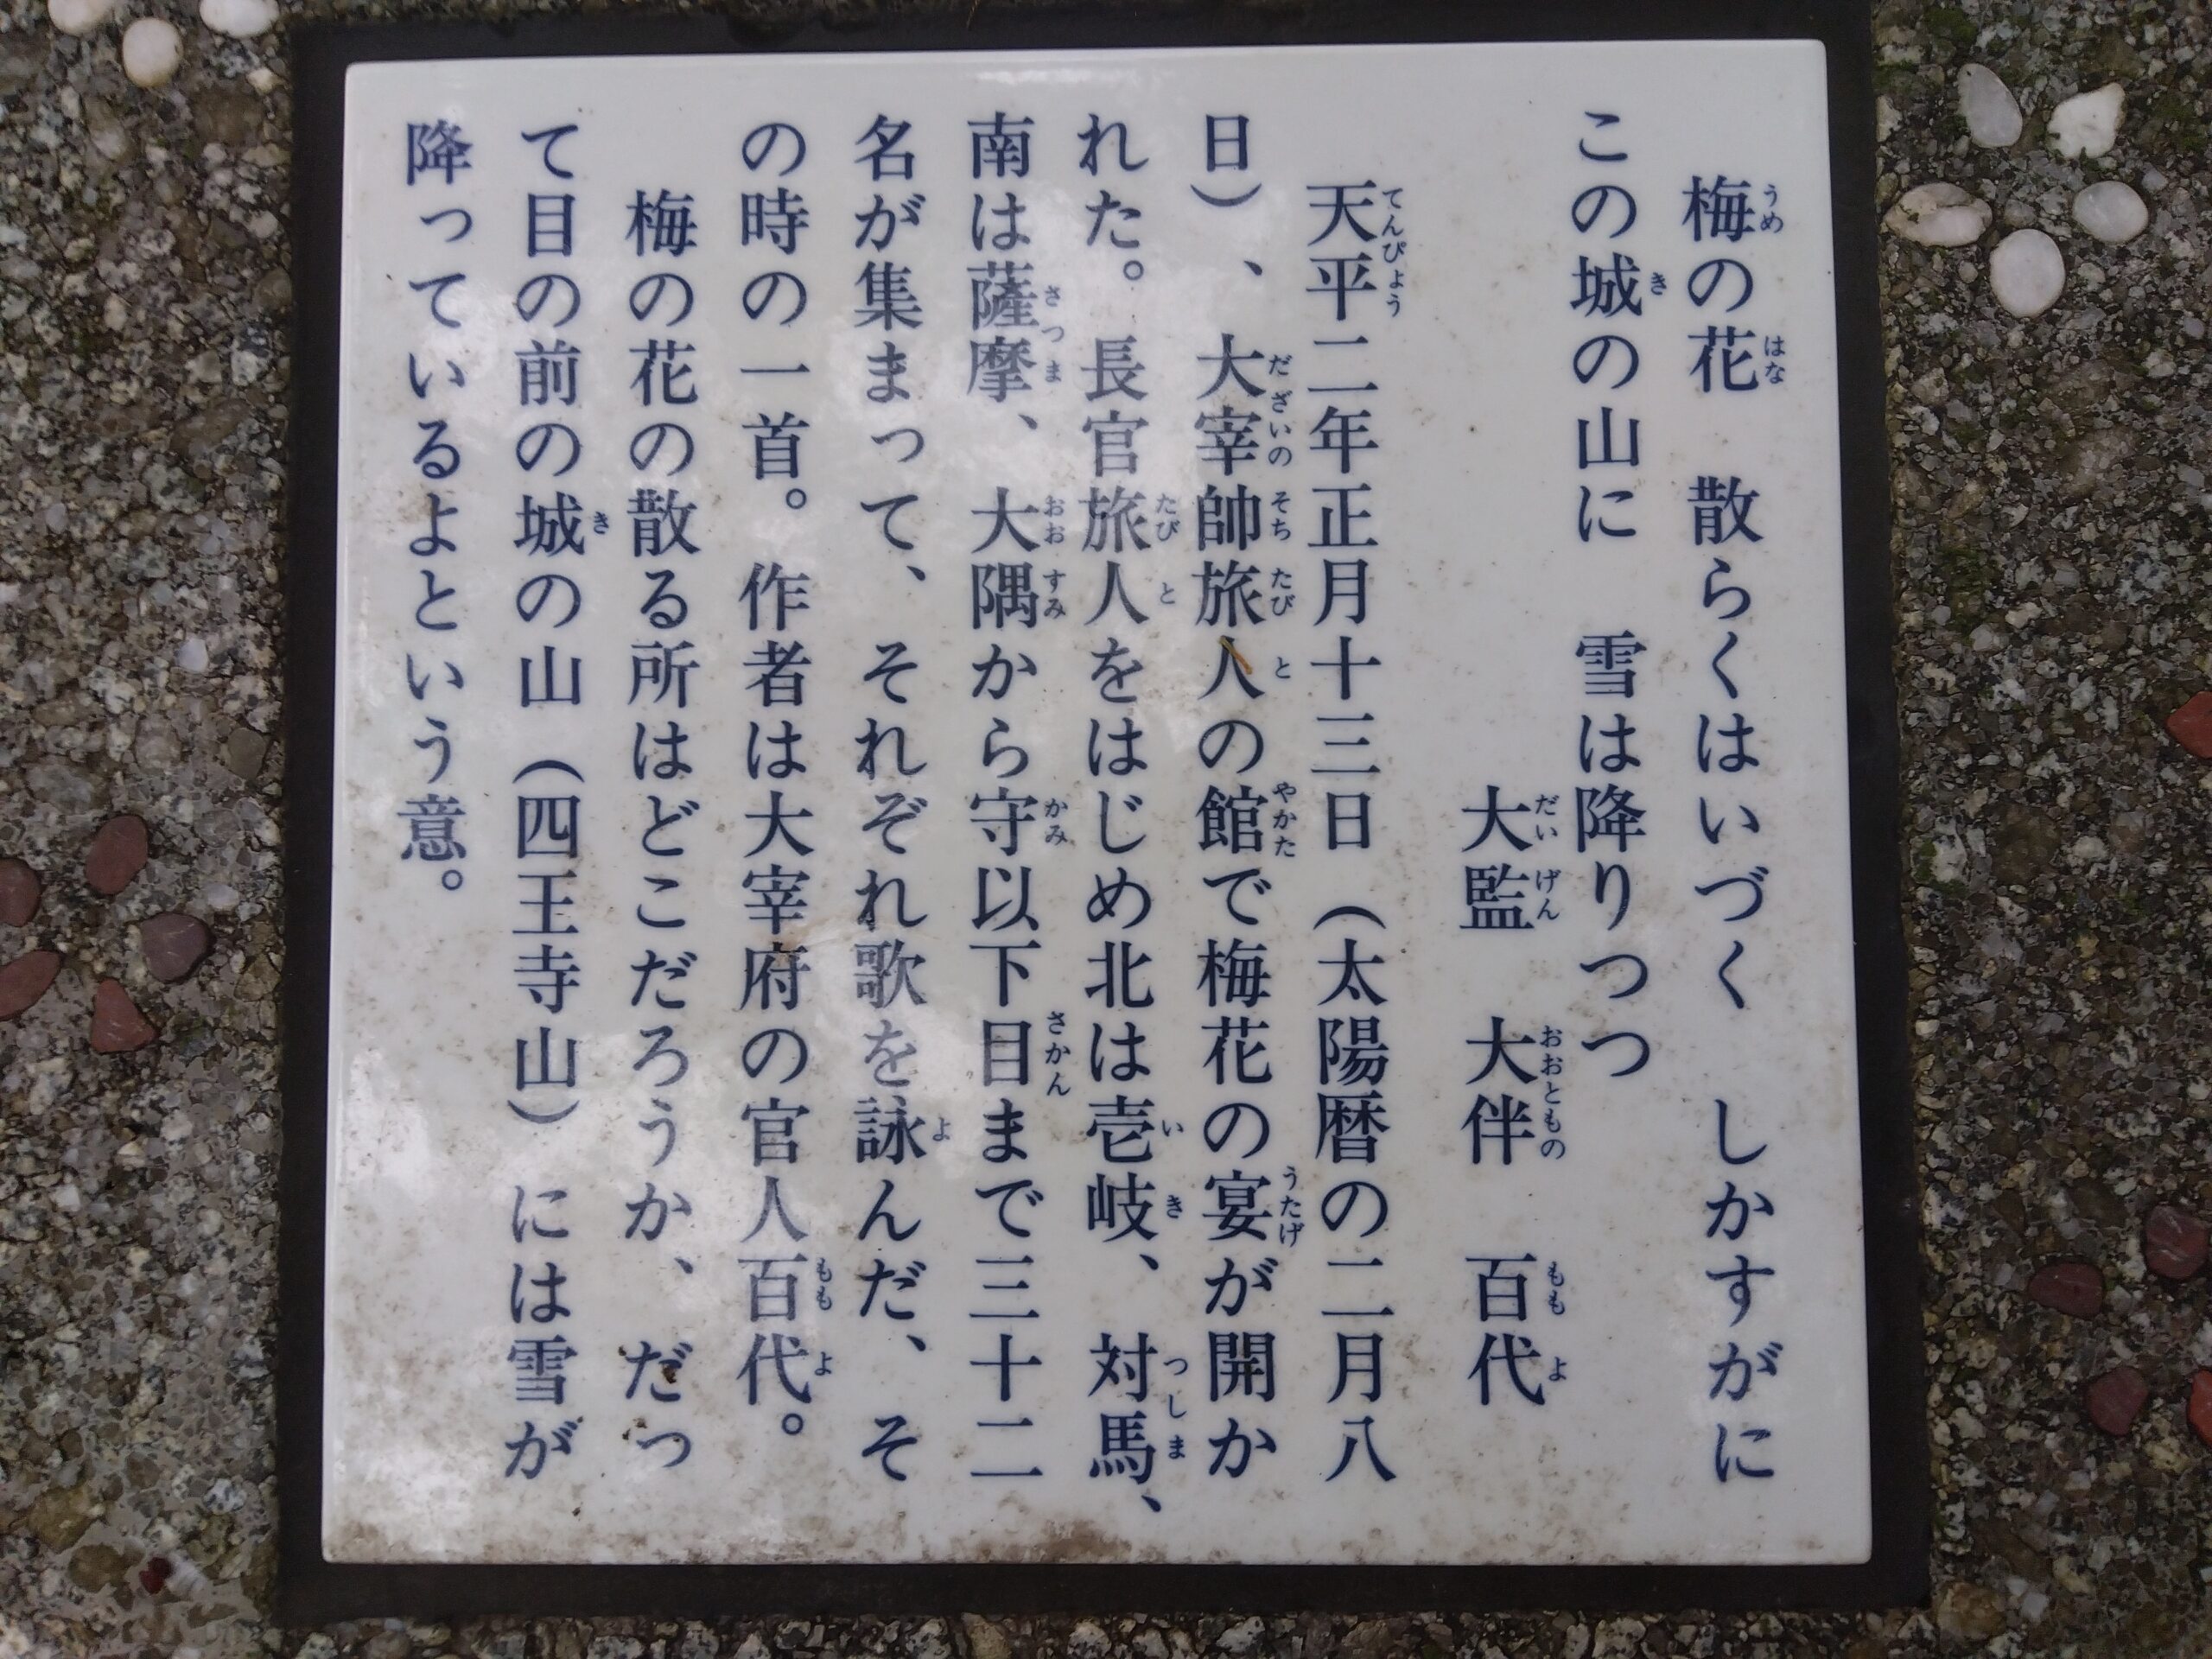 梅の花　散らくはいづく　しかすがに
この城の山に　雪は降りつつ
大監　大伴　百代
天平二年正月十三日（太陽暦の二月八
日）、大宰帥旅人の館で梅花の宴が開か
れた。長官旅人をはじめ北は壱岐、対馬、
南は薩摩、大隅から守以下目まで三十二
名が集まって、それぞれ歌を詠んだ、そ
の時の一首。作者は大宰府の官人百代。
梅の花の散る所はどこだろうか、だっ
て目の前の城の山（四王寺山）には雪が
降っているよという意。